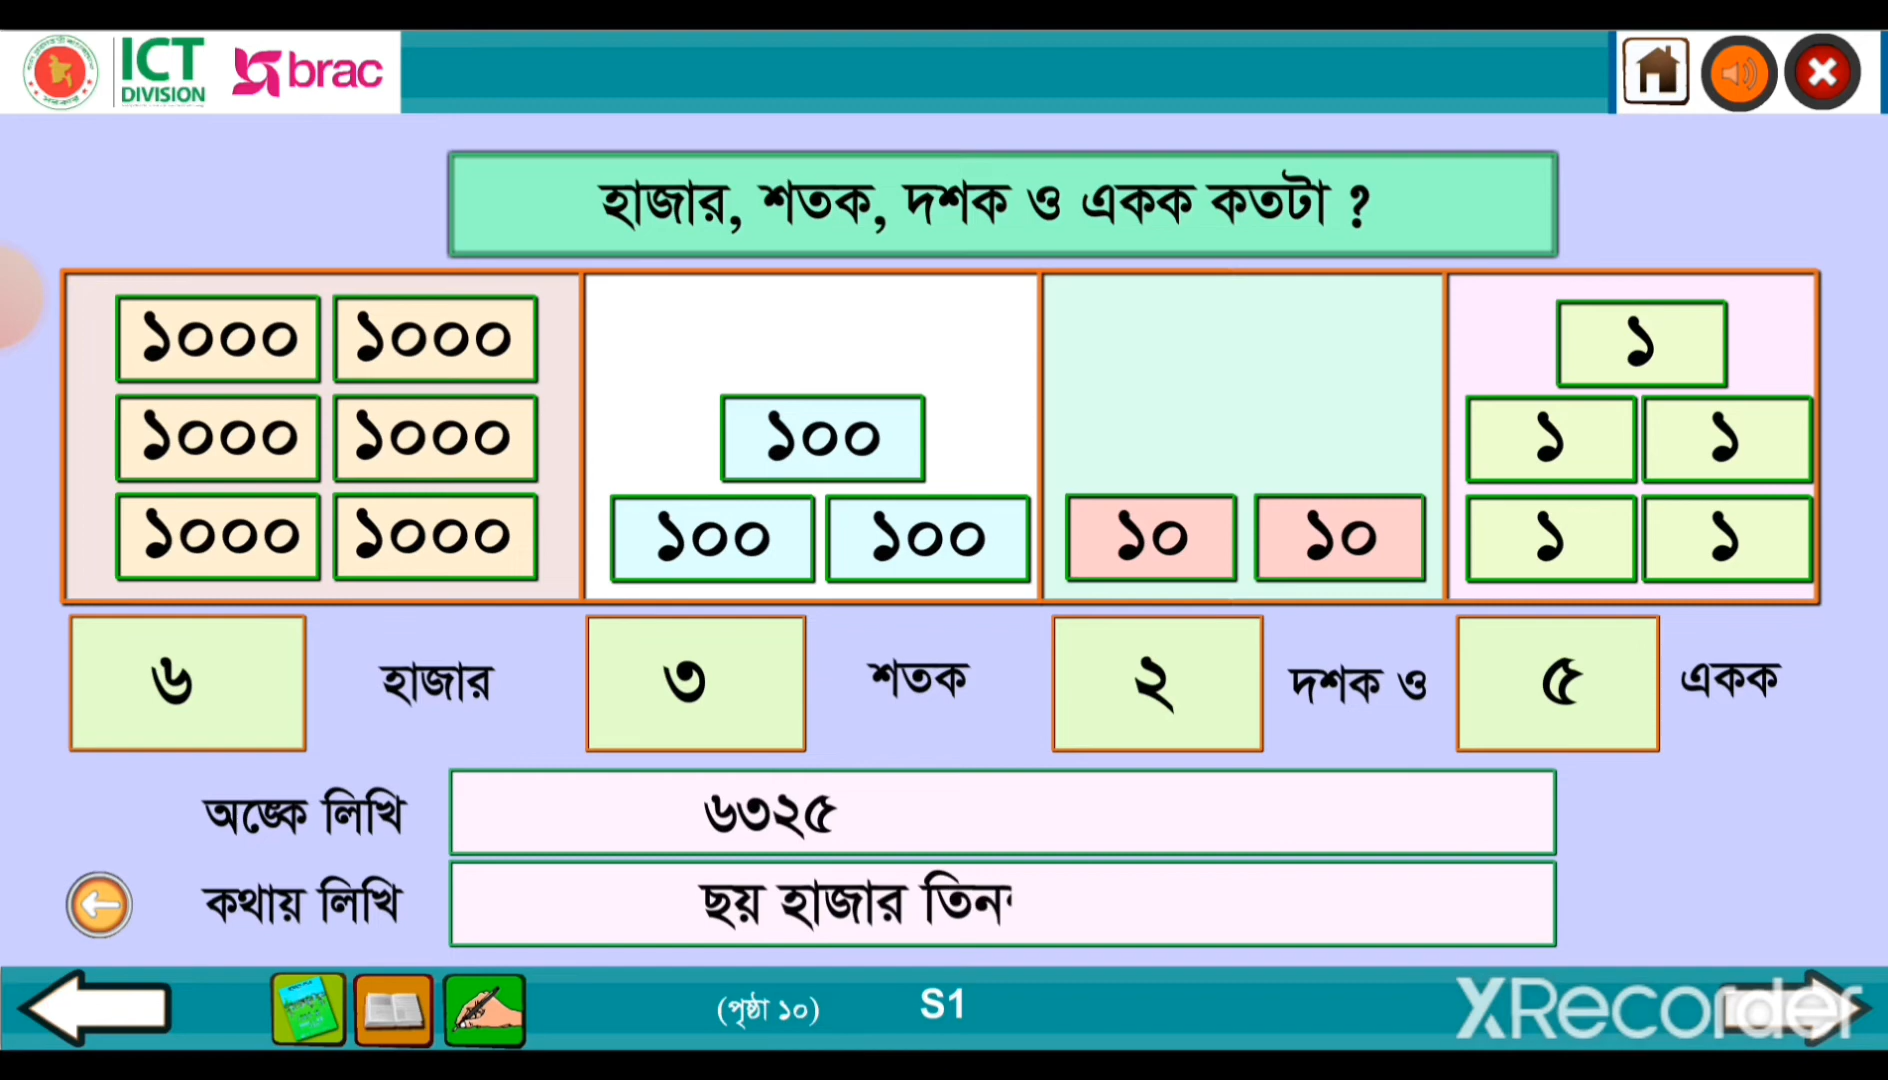 ICT
DIVISION
brac
হাজার, শতক, দশক ও একক কতটা ?
১০০০ ১০০০ ১
১০০০ ১০০০ ১০০ ১ ১
১০০০ ১০০০ ১০০ ১০০ ১০ ১০ ১ ১
৬ হাজার ৩ শতক ২ দশক ও ৫ একক
অঙ্কে লিখি ৬৩২৫
কথায় লিখি ছয় হাজার তিন
(পৃষ্ঠা ১০) S1
XRecorder